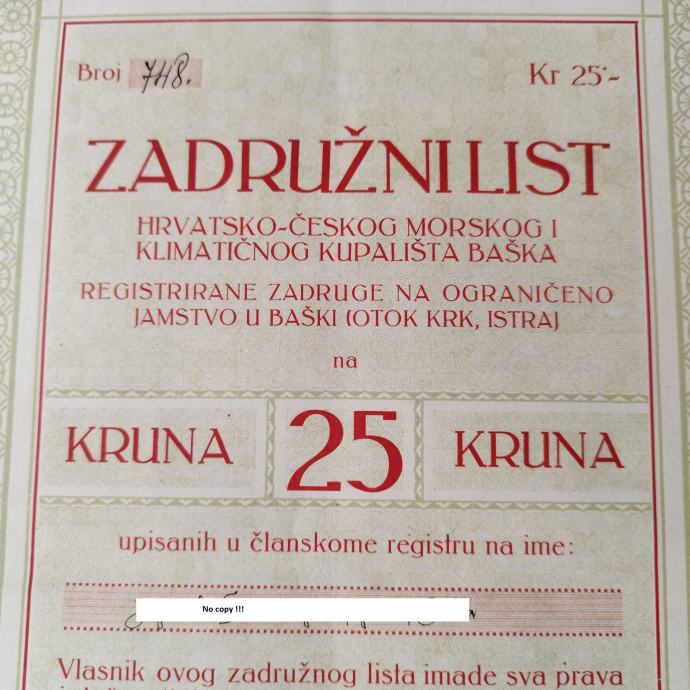 Broj 748. Kr 25·-
ZADRUŽNI LIST
HRVATSKO-ČESKOG MORSKOG I
KLIMATIČNOG KUPALIŠTA BAŠKA
REGISTRIRANE ZADRUGE NA OGRANIČENO
JAMSTVO U BAŠKI (OTOK KRK, ISTRA)
na
KRUNA 25 KRUNA
upisanih u članskome registru na ime:
No copy !!!
Vlasnik ovog zadružnog lista imade sva prava